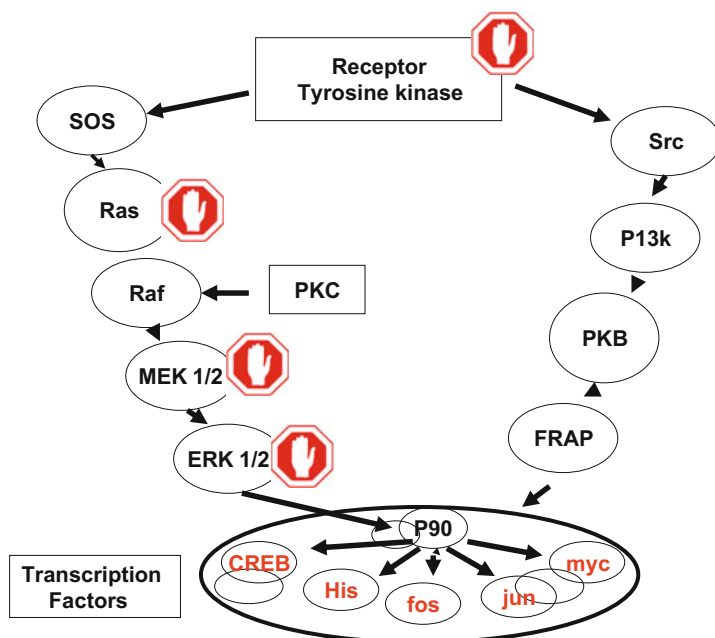 Receptor
Tyrosine kinase
SOS
Src
Ras
P13k
Raf
PKC
PKB
MEK 1/2
FRAP
ERK 1/2
P90
Transcription
Factors
CREB
His
fos
jun
myc